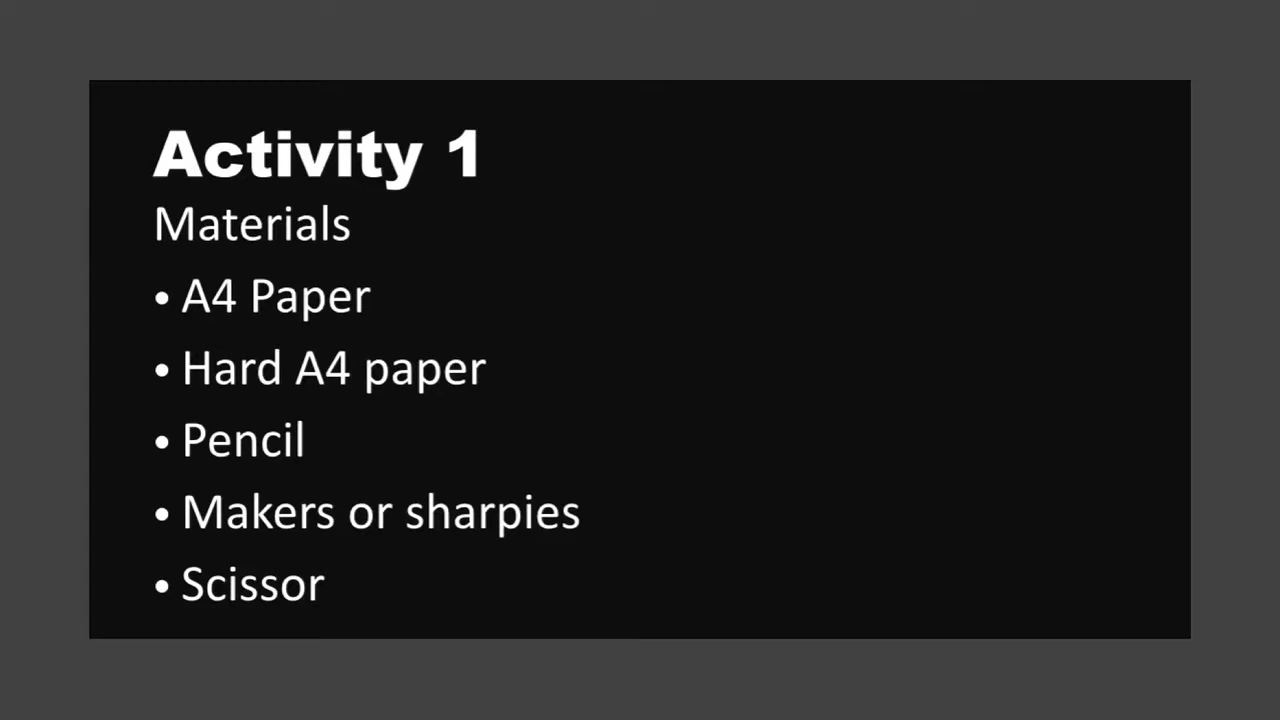 Activity 1
Materials
• A4 Paper
• Hard A4 paper
• Pencil
• Makers or sharpies
• Scissor